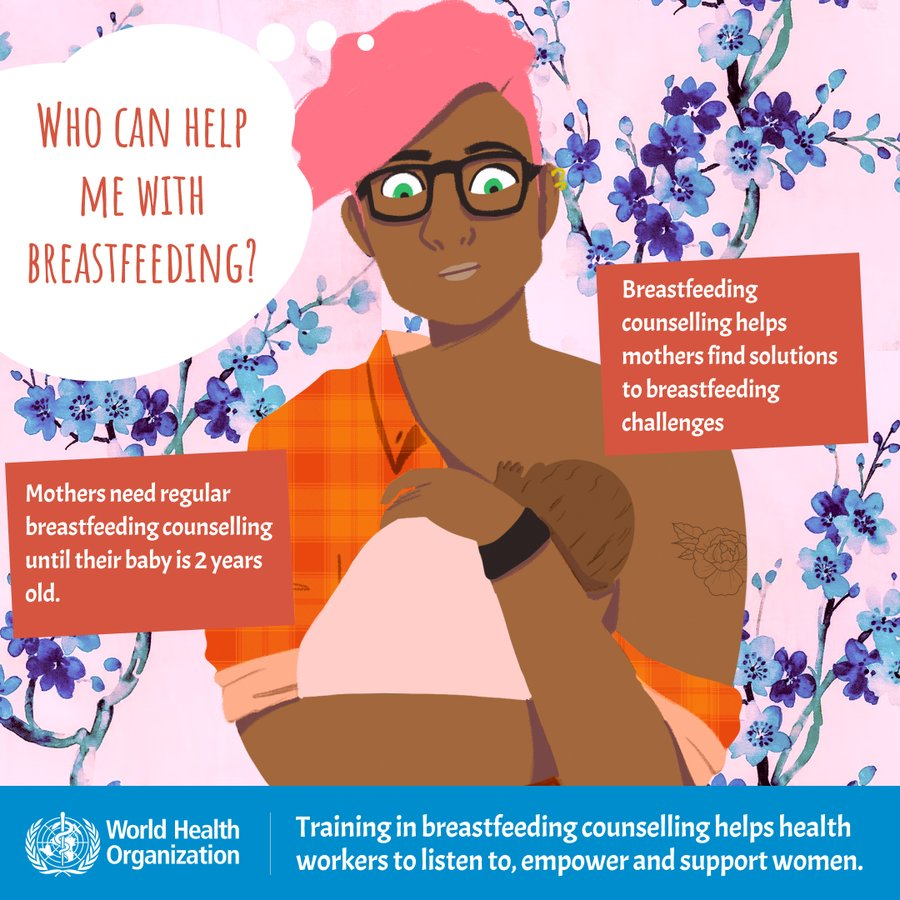 WHO CAN HELP
ME WITH
BREASTFEEDING?
Breastfeeding
counselling helps
mothers find solutions
to breastfeeding
challenges
Mothers need regular
breastfeeding counselling
until their baby is 2 years
old.
World Health
Organization
Training in breastfeeding counselling helps health
workers to listen to, empower and support women.